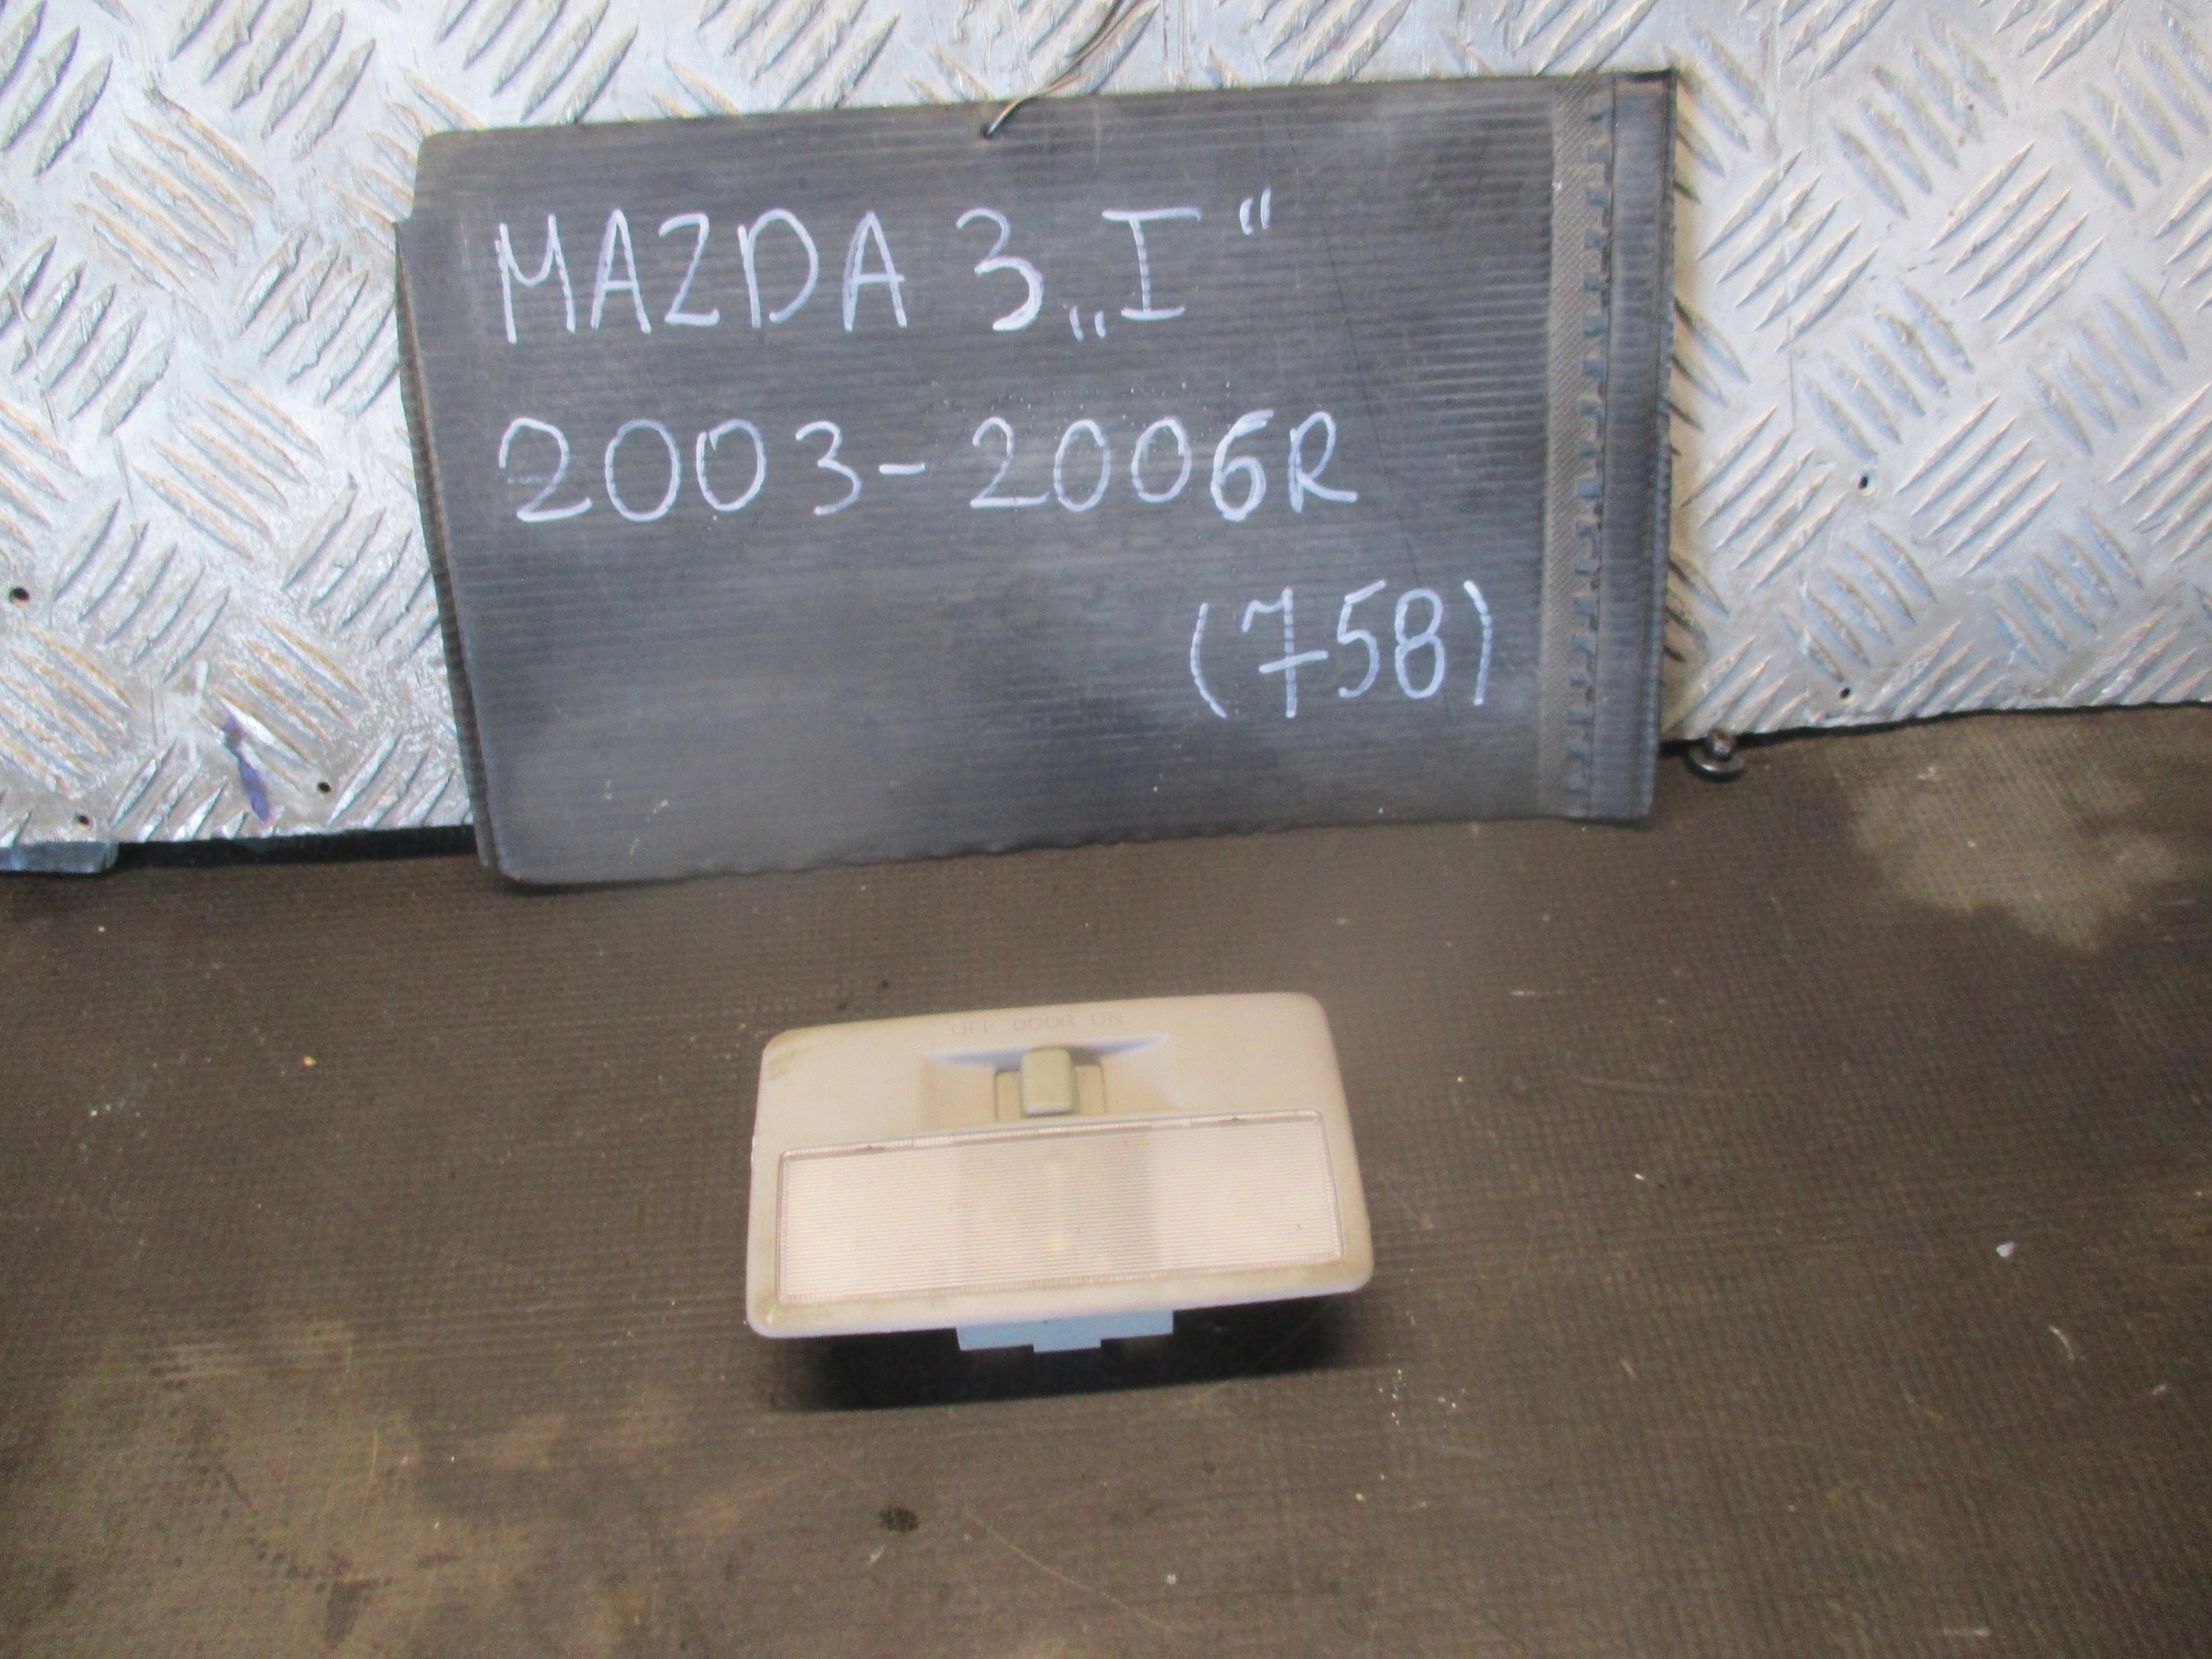 MAZDA 3 „I“
2003-2006R
(758)
OFF DOOR ON